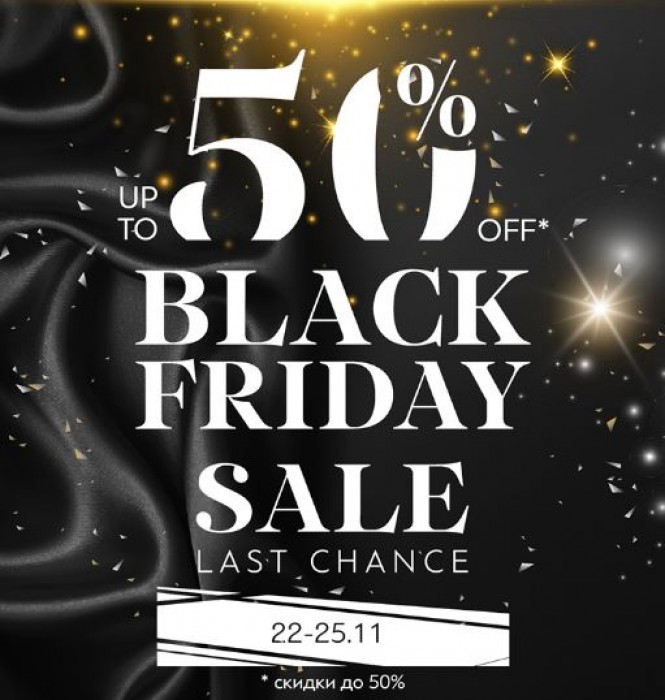 50%
UP
TO
OFF*
BLACK
FRIDAY
SALE
LAST CHANCE
22-25.11
* скидки до 50%